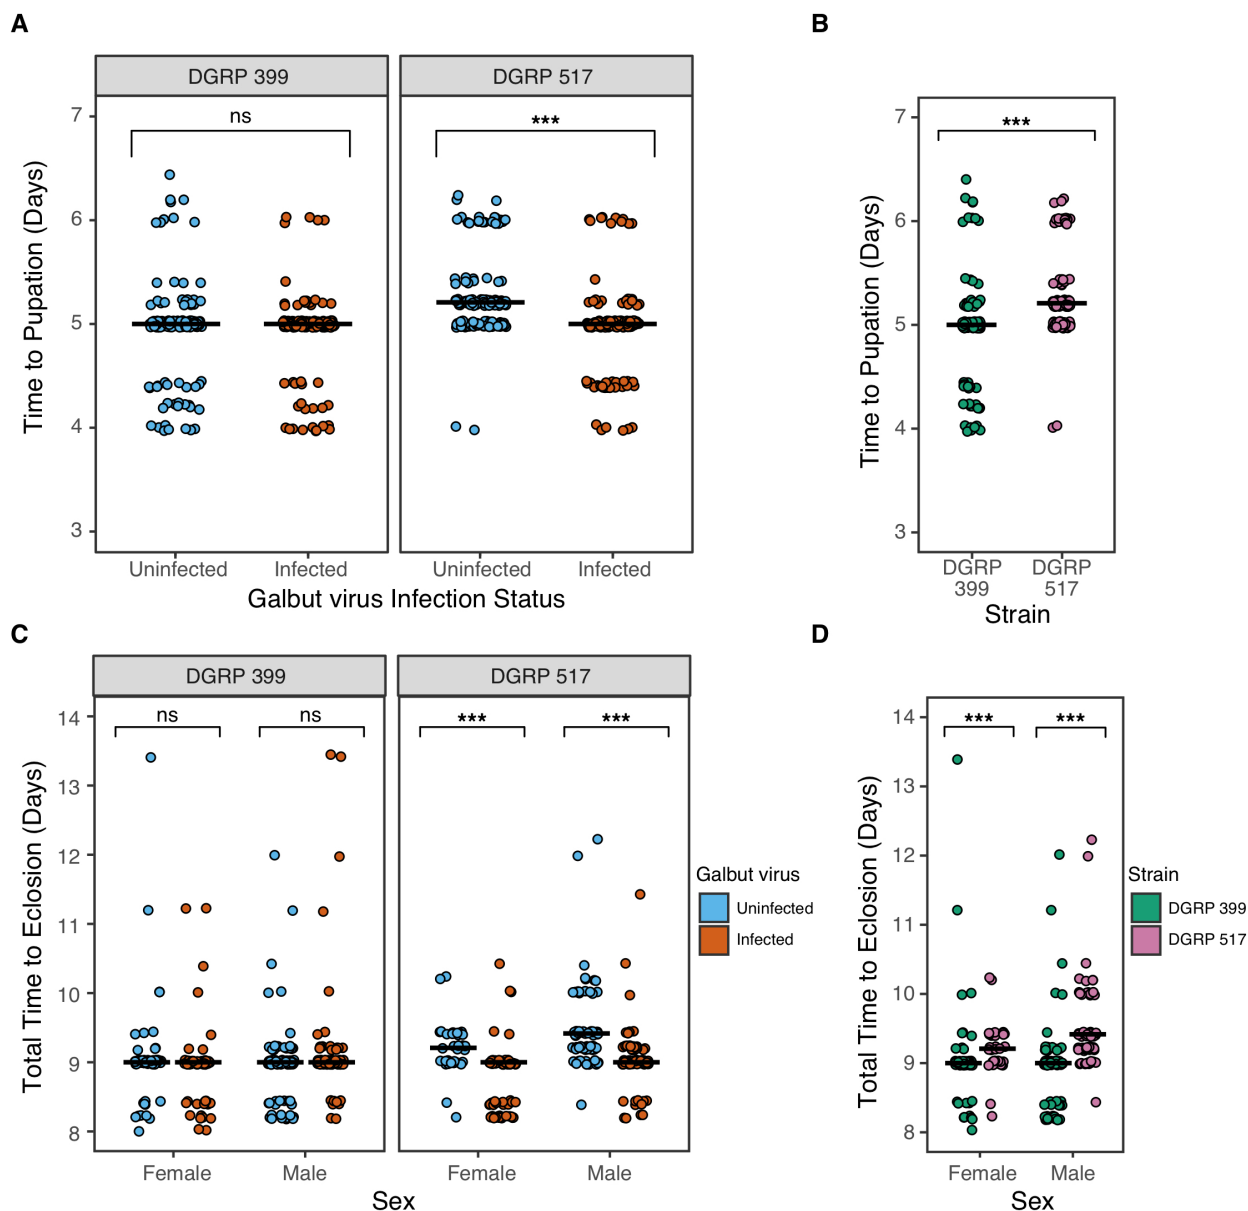 A
DGRP 399
DGRP 517
ns
***
7
6
5
4
3
Time to Pupation (Days)
Uninfected
Infected
Uninfected
Infected
Galbut virus Infection Status
B
***
7
6
5
4
3
Time to Pupation (Days)
DGRP
399
DGRP
517
Strain
C
DGRP 399
DGRP 517
ns
ns
***
***
14
13
12
11
10
9
8
Total Time to Eclosion (Days)
Female
Male
Female
Male
Sex
Galbut virus
Uninfected
Infected
D
***
***
14
13
12
11
10
9
8
Total Time to Eclosion (Days)
Female
Male
Sex
Strain
DGRP 399
DGRP 517